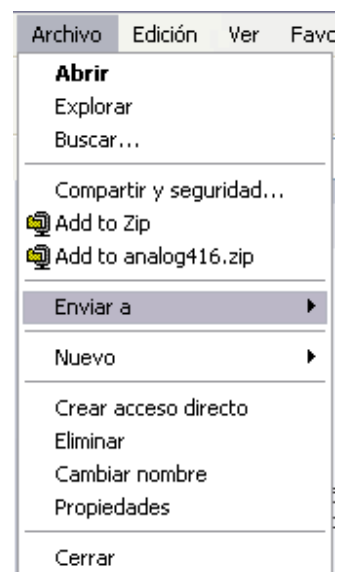 Archivo Edición Ver
Abrir
Explorar
Buscar...
Compartir y seguridad...
Add to Zip
Add to analog416.zip
Enviar a
Nuevo
Crear acceso directo
Eliminar
Cambiar nombre
Propiedades
Cerrar